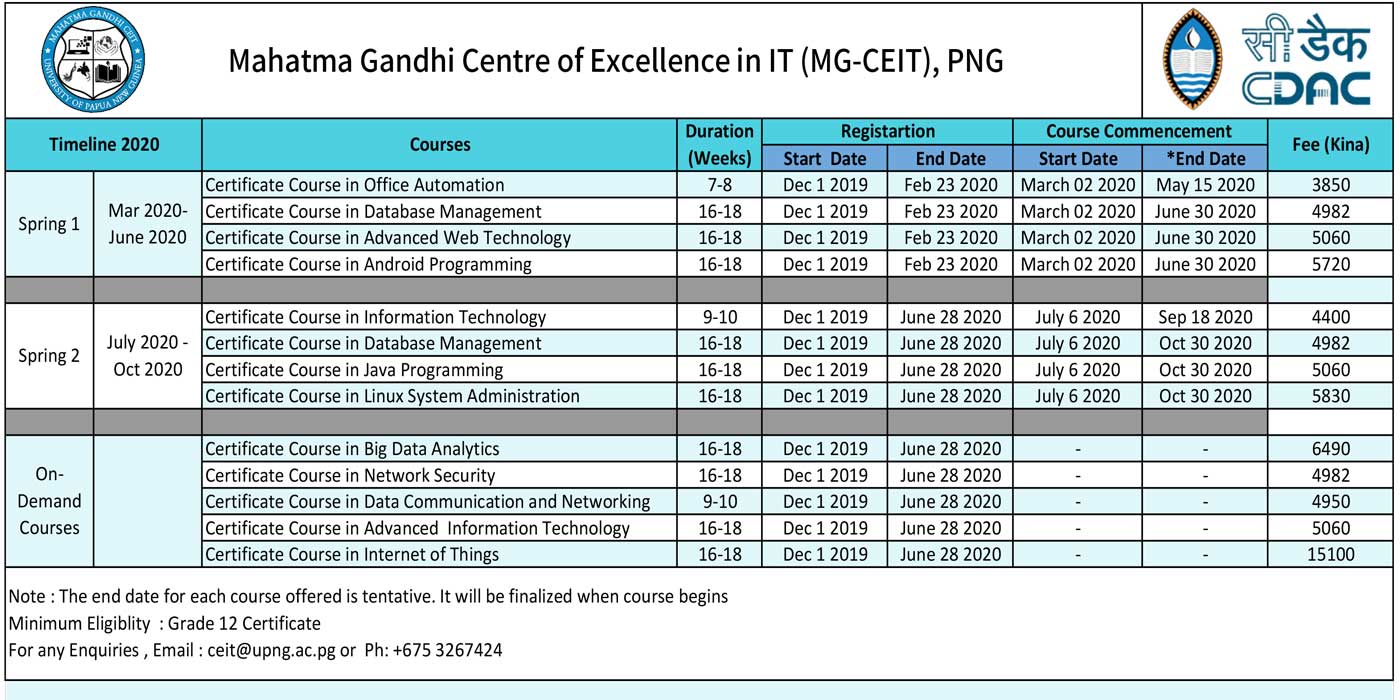 MAHATMA GANDHI CEIT
UNIVERSITY OF PAPUA NEW GUINEA
Mahatma Gandhi Centre of Excellence in IT (MG-CEIT), PNG
सी डैक
CDAC
Timeline 2020 Courses Duration (Weeks) Registartion Course Commencement Fee (Kina)
Start Date End Date Start Date *End Date
Spring 1 Mar 2020- June 2020
Certificate Course in Office Automation 7-8 Dec 1 2019 Feb 23 2020 March 02 2020 May 15 2020 3850
Certificate Course in Database Management 16-18 Dec 1 2019 Feb 23 2020 March 02 2020 June 30 2020 4982
Certificate Course in Advanced Web Technology 16-18 Dec 1 2019 Feb 23 2020 March 02 2020 June 30 2020 5060
Certificate Course in Android Programming 16-18 Dec 1 2019 Feb 23 2020 March 02 2020 June 30 2020 5720
Spring 2 July 2020 - Oct 2020
Certificate Course in Information Technology 9-10 Dec 1 2019 June 28 2020 July 6 2020 Sep 18 2020 4400
Certificate Course in Database Management 16-18 Dec 1 2019 June 28 2020 July 6 2020 Oct 30 2020 4982
Certificate Course in Java Programming 16-18 Dec 1 2019 June 28 2020 July 6 2020 Oct 30 2020 5060
Certificate Course in Linux System Administration 16-18 Dec 1 2019 June 28 2020 July 6 2020 Oct 30 2020 5830
On- Demand Courses
Certificate Course in Big Data Analytics 16-18 Dec 1 2019 June 28 2020 - - 6490
Certificate Course in Network Security 16-18 Dec 1 2019 June 28 2020 - - 4982
Certificate Course in Data Communication and Networking 9-10 Dec 1 2019 June 28 2020 - - 4950
Certificate Course in Advanced Information Technology 16-18 Dec 1 2019 June 28 2020 - - 5060
Certificate Course in Internet of Things 16-18 Dec 1 2019 June 28 2020 - - 15100
Note : The end date for each course offered is tentative. It will be finalized when course begins
Minimum Eligiblity : Grade 12 Certificate
For any Enquiries , Email : ceit@upng.ac.pg or Ph: +675 3267424